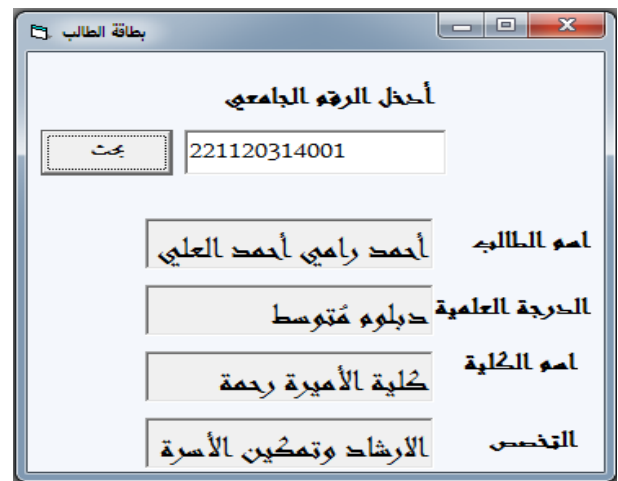 بطاقة الطالب
أدخل الرقم الجامعي
221120314001 بحث
اسم الطالب أحمد رامي أحمد العلي
الدرجة العلمية دبلوم مُتوسط
اسم الكلية كلية الأميرة رحمة
التخصص الارشاد وتمكين الأسرة